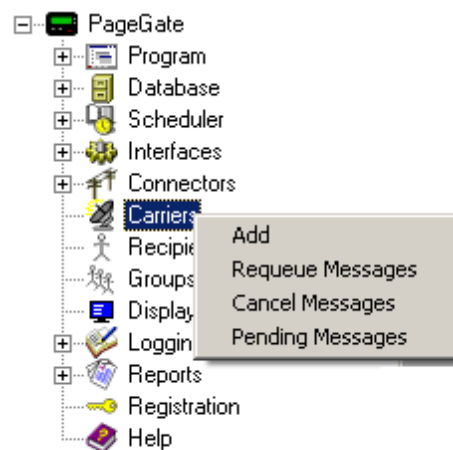 PageGate
Program
Database
Scheduler
Interfaces
Connectors
Carriers
Add
Requeue Messages
Cancel Messages
Pending Messages
Recipie
Groups
Display
Loggin
Reports
Registration
Help